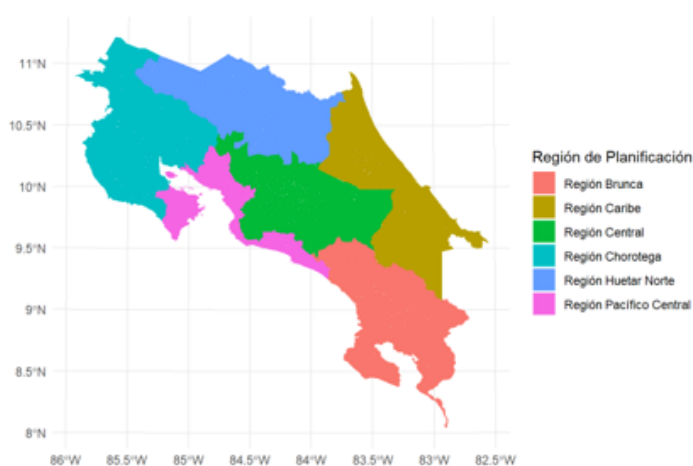 11°N
10.5°N
10°N
9.5°N
9°N
8.5°N
8°N
86°W
85.5°W
85°W
84.5°W
84°W
83.5°W
83°W
82.5°W
Región de Planificación
Región Brunca
Región Caribe
Región Central
Región Chorotega
Región Huetar Norte
Región Pacífico Central